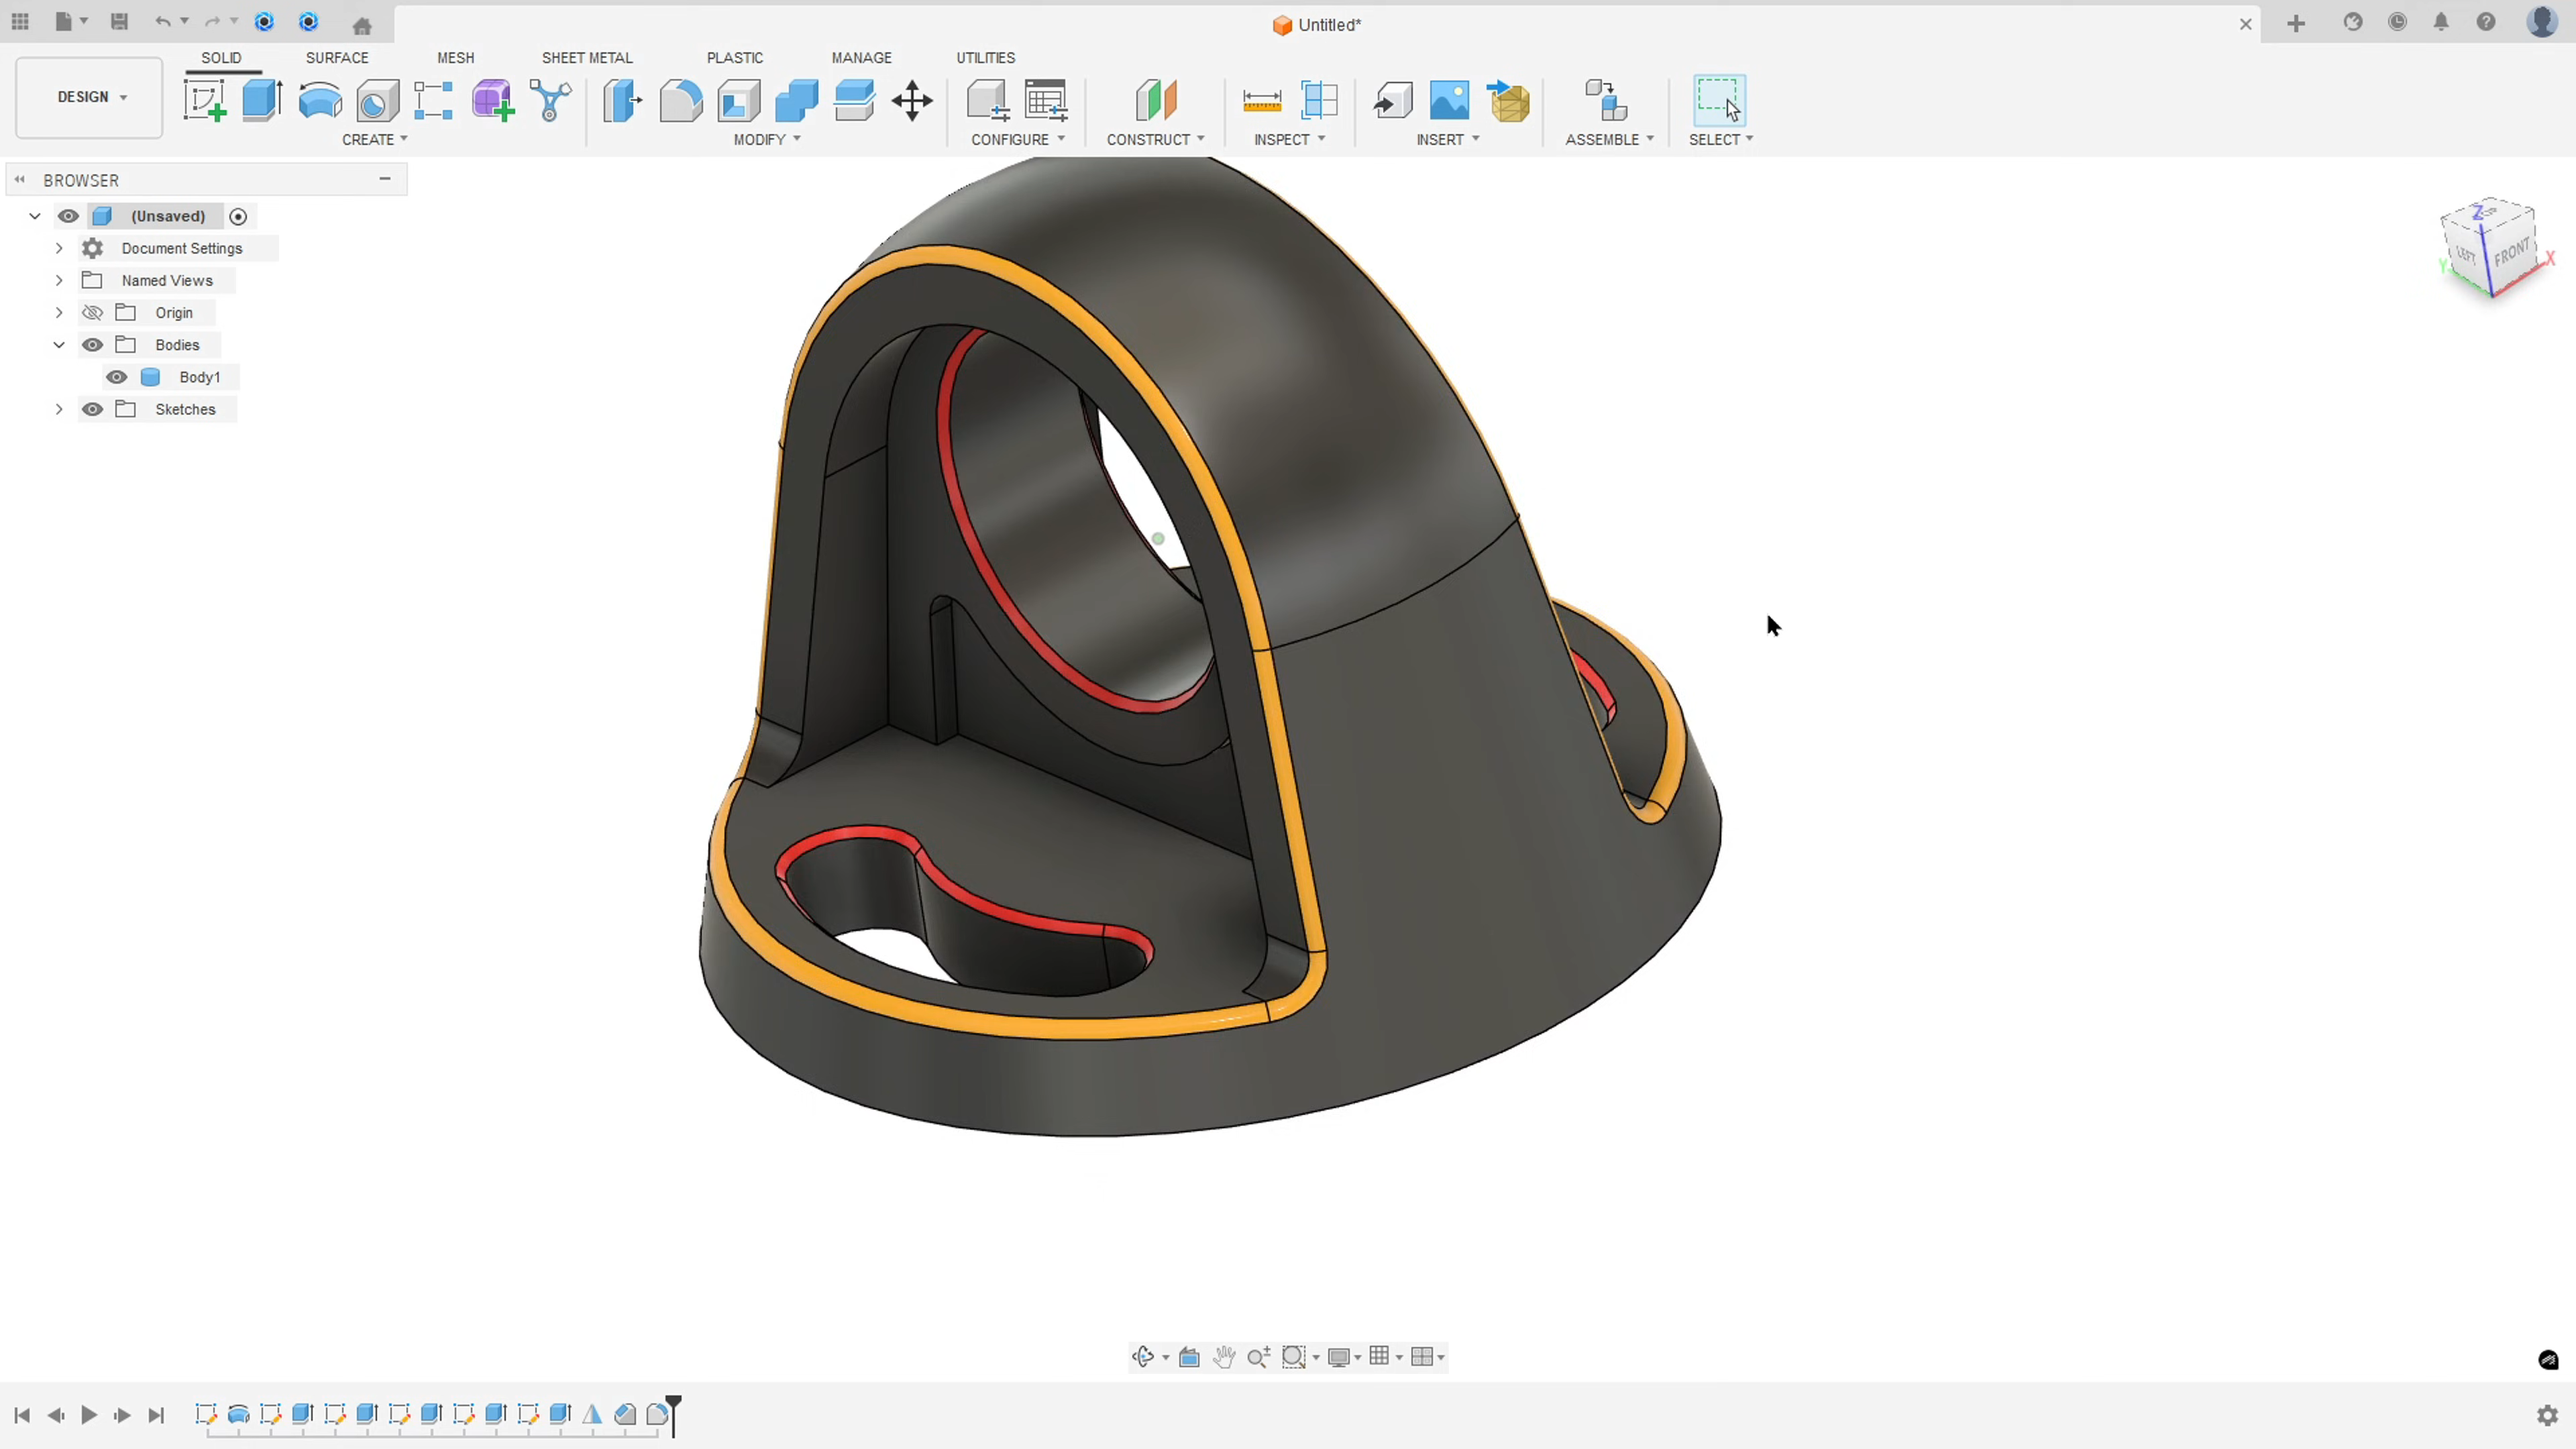 Untitled*
SOLID SURFACE MESH SHEET METAL PLASTIC MANAGE UTILITIES
DESIGN
CREATE MODIFY CONFIGURE CONSTRUCT INSPECT INSERT ASSEMBLE SELECT
BROWSER
(Unsaved)
Document Settings
Named Views
Origin
Bodies
Body1
Sketches
Z
TOP
LEFT
FRONT
X
Y